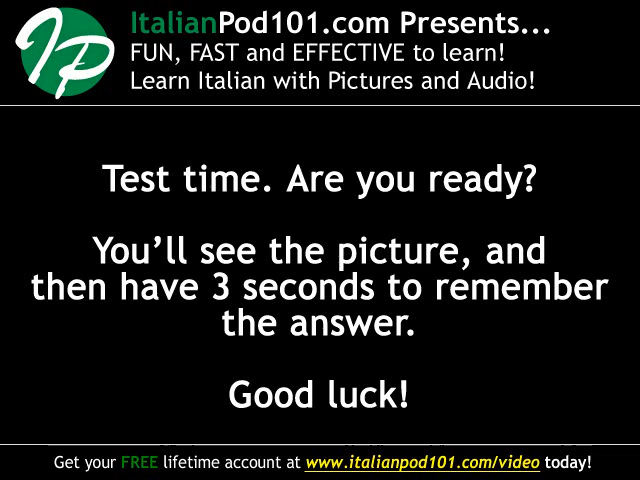 IP
ItalianPod101.com Presents...
FUN, FAST and EFFECTIVE to learn!
Learn Italian with Pictures and Audio!
Test time. Are you ready?
You'll see the picture, and
then have 3 seconds to remember
the answer.
Good luck!
Get your FREE lifetime account at www.italianpod101.com/video today!